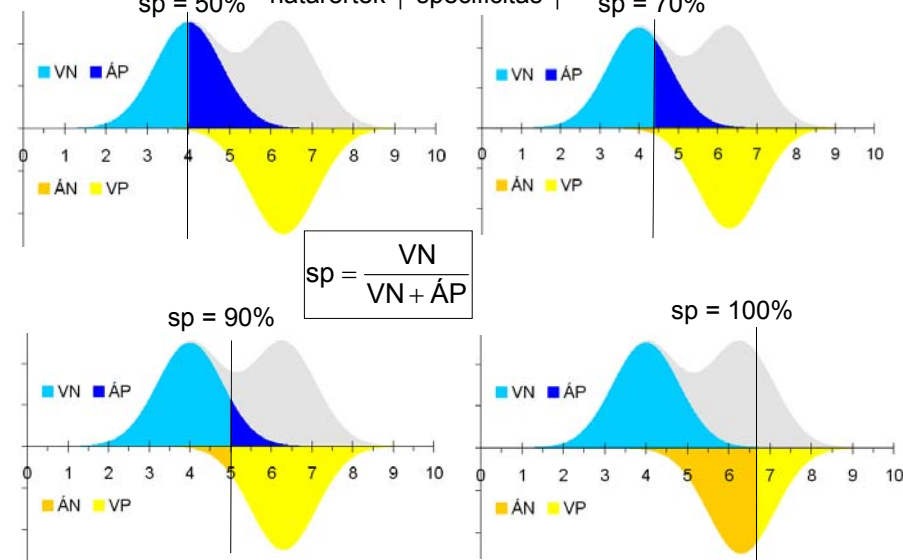 sp = 50%
határérték ↑ specificitás ↑
sp = 70%
VN ÁP
0 1 2 3 4 5 6 7 8 9 10
ÁN VP
VN ÁP
0 1 2 3 4 5 6 7 8 9 10
ÁN VP
sp = VN / VN + ÁP
sp = 90%
VN ÁP
0 1 2 3 4 5 6 7 8 9 10
ÁN VP
sp = 100%
VN ÁP
0 1 2 3 4 5 6 7 8 9 10
ÁN VP